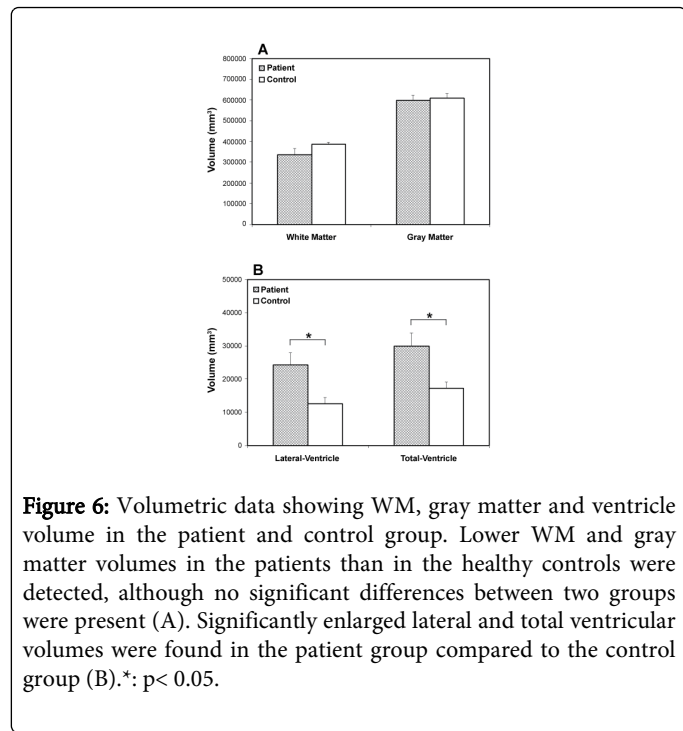 A
800000
Patient
700000
Control
600000
500000
400000
300000
200000
100000
0
Volume (mm³)
White Matter
Gray Matter
B
50000
Patient
Control
40000
*
*
30000
20000
10000
0
Volume (mm³)
Lateral-Ventricle
Total-Ventricle
Figure 6: Volumetric data showing WM, gray matter and ventricle
volume in the patient and control group. Lower WM and gray
matter volumes in the patients than in the healthy controls were
detected, although no significant differences between two groups
were present (A). Significantly enlarged lateral and total ventricular
volumes were found in the patient group compared to the control
group (B).*: p< 0.05.